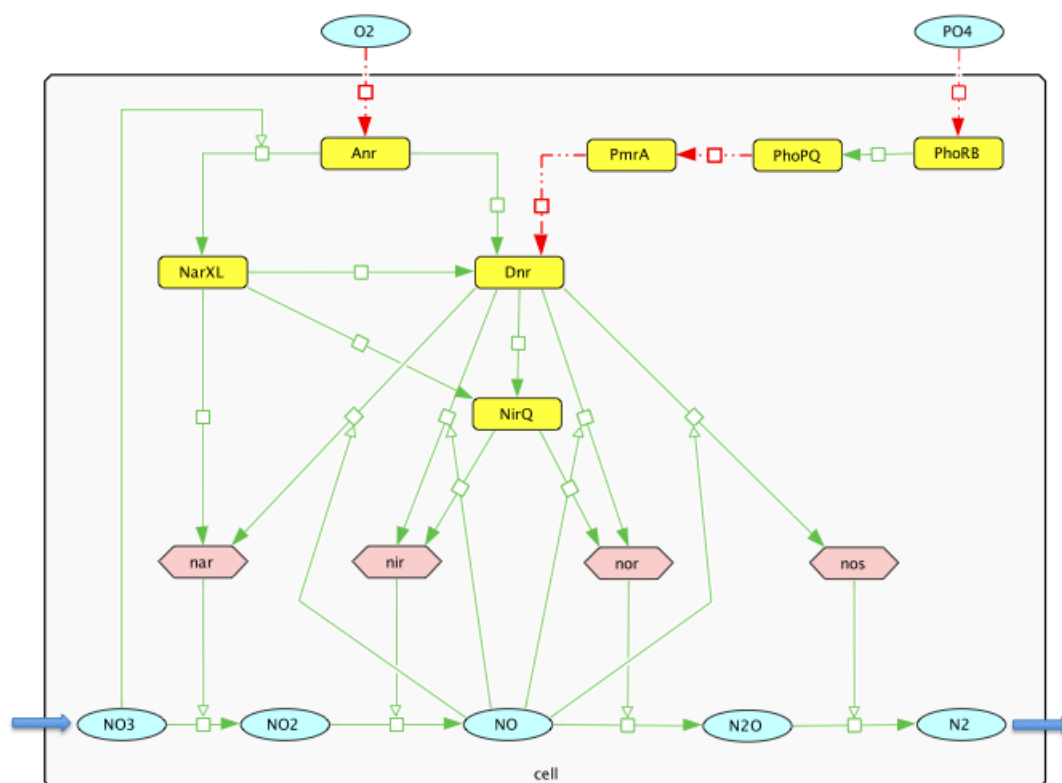 O2
PO4
Anr
PmrA
PhoPQ
PhoRB
NarXL
Dnr
NirQ
nar
nir
nor
nos
NO3
NO2
NO
N2O
N2
cell